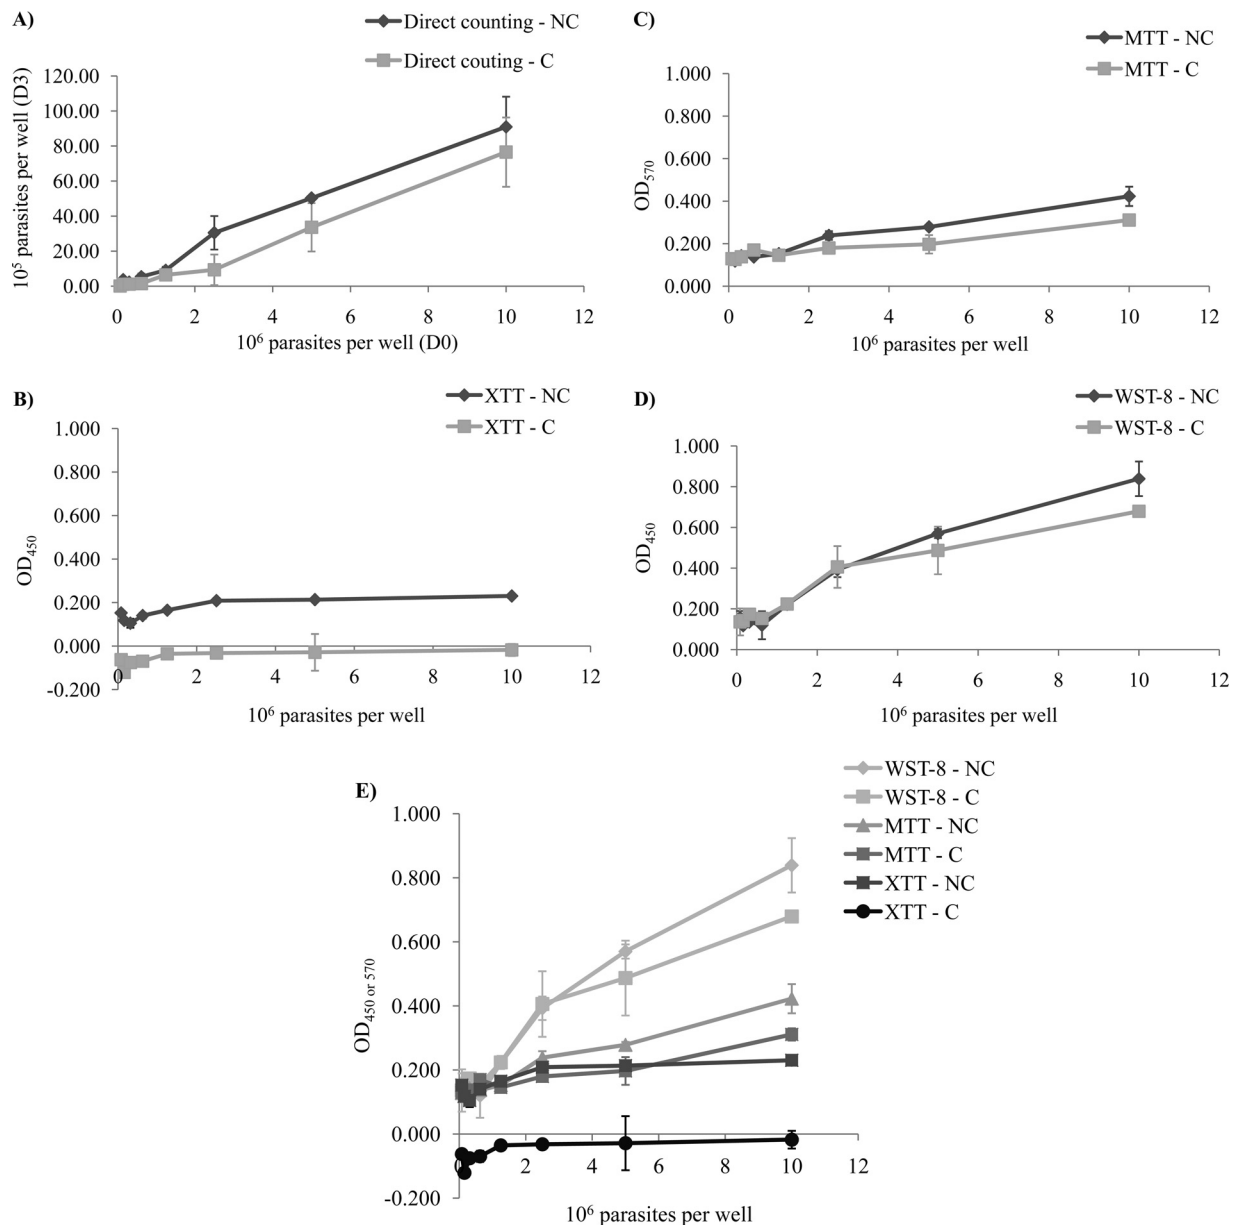 A)
Direct counting - NC
Direct couting - C
10⁵ parasites per well (D3)
120.00
100.00
80.00
60.00
40.00
20.00
0.00
0 2 4 6 8 10 12
10⁶ parasites per well (D0)
C)
MTT - NC
MTT - C
OD₅₇₀
1.000
0.800
0.600
0.400
0.200
0.000
0 2 4 6 8 10 12
10⁶ parasites per well
B)
XTT - NC
XTT - C
OD₄₅₀
1.000
0.800
0.600
0.400
0.200
0.000
-0.200
0 2 4 6 8 10 12
10⁶ parasites per well
D)
WST-8 - NC
WST-8 - C
OD₄₅₀
1.000
0.800
0.600
0.400
0.200
0.000
0 2 4 6 8 10 12
10⁶ parasites per well
E)
WST-8 - NC
WST-8 - C
MTT - NC
MTT - C
XTT - NC
XTT - C
OD₄₅₀ ₒᵣ ₅₇₀
1.000
0.800
0.600
0.400
0.200
0.000
-0.200
0 2 4 6 8 10 12
10⁶ parasites per well